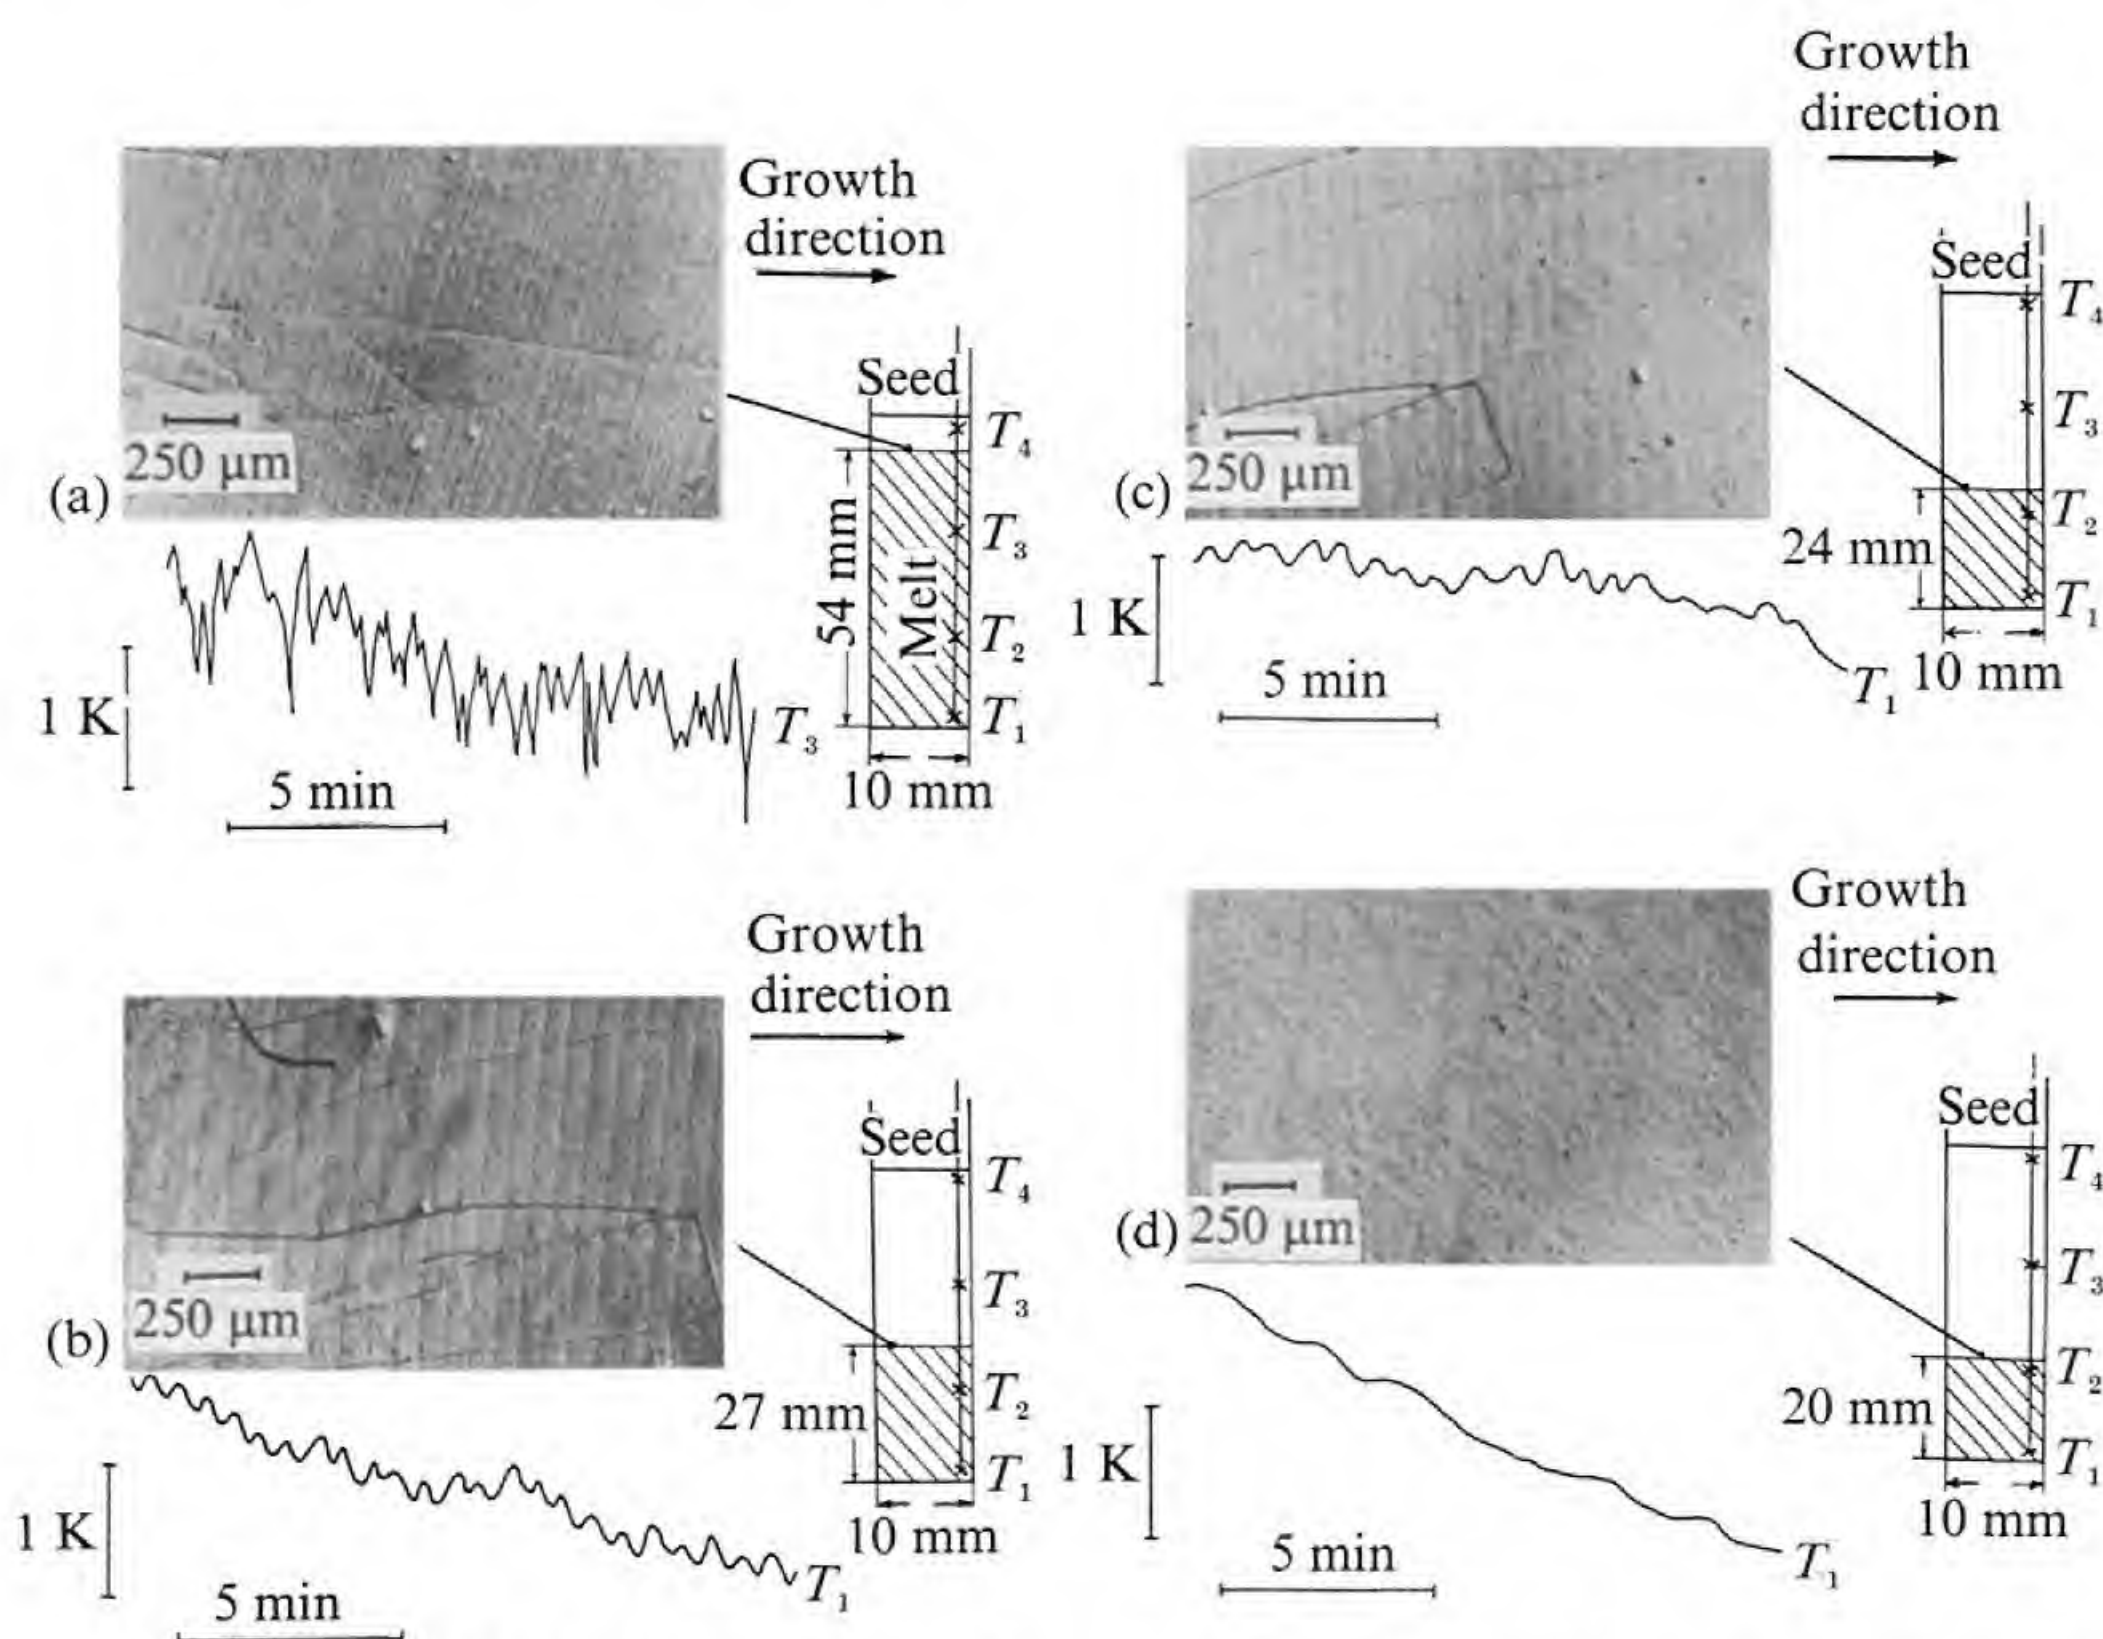 Growth
direction
Seed
T₄
54 mm
T₃
Melt
T₂
T₁
10 mm
250 µm
(a)
1 K
T₃
5 min
Growth
direction
Seed
T₄
T₃
27 mm
T₂
T₁
10 mm
250 µm
(b)
1 K
T₁
5 min
Growth
direction
Seed
T₄
T₃
T₂
24 mm
T₁
10 mm
250 µm
(c)
1 K
T₁
5 min
Growth
direction
Seed
T₄
T₃
T₂
20 mm
T₁
10 mm
250 µm
(d)
1 K
T₁
5 min